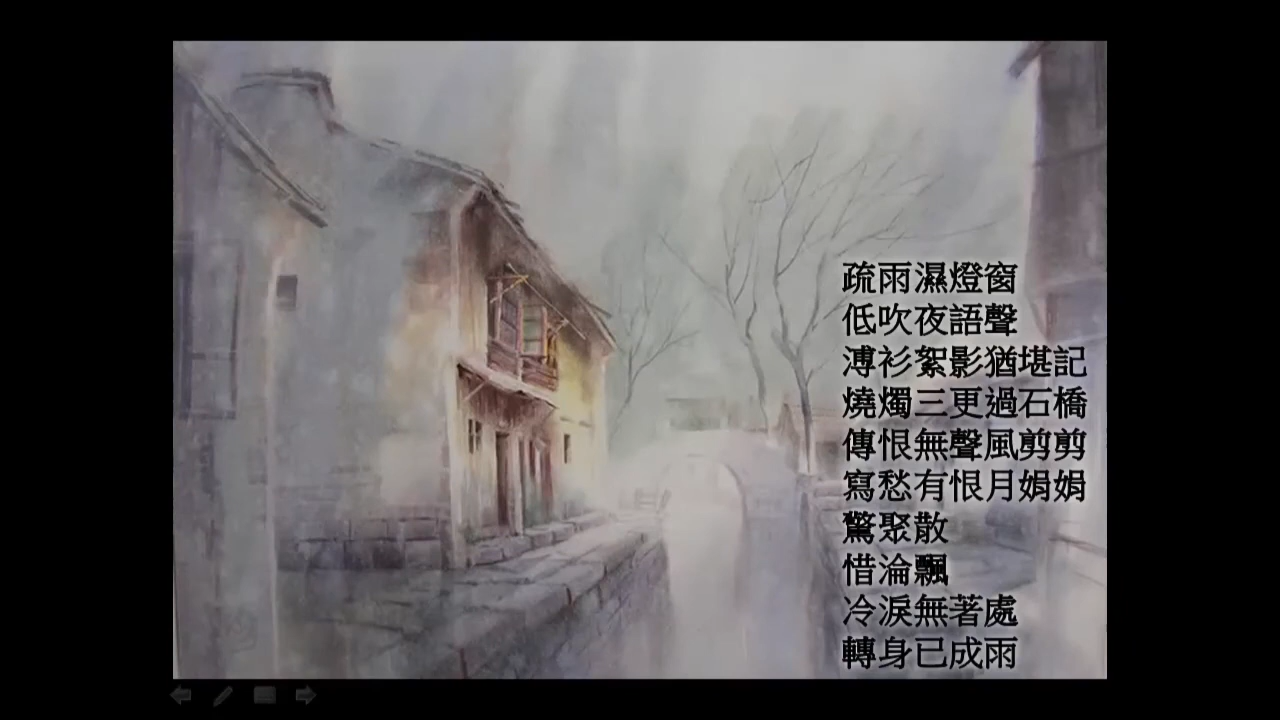 疏雨濕燈窗
低吹夜語聲
溥衫絮影猶堪記
燒燭三更過石橋
傳恨無聲風剪剪
寫愁有恨月娟娟
驚聚散
惜淪飄
冷淚無著處
轉身已成雨